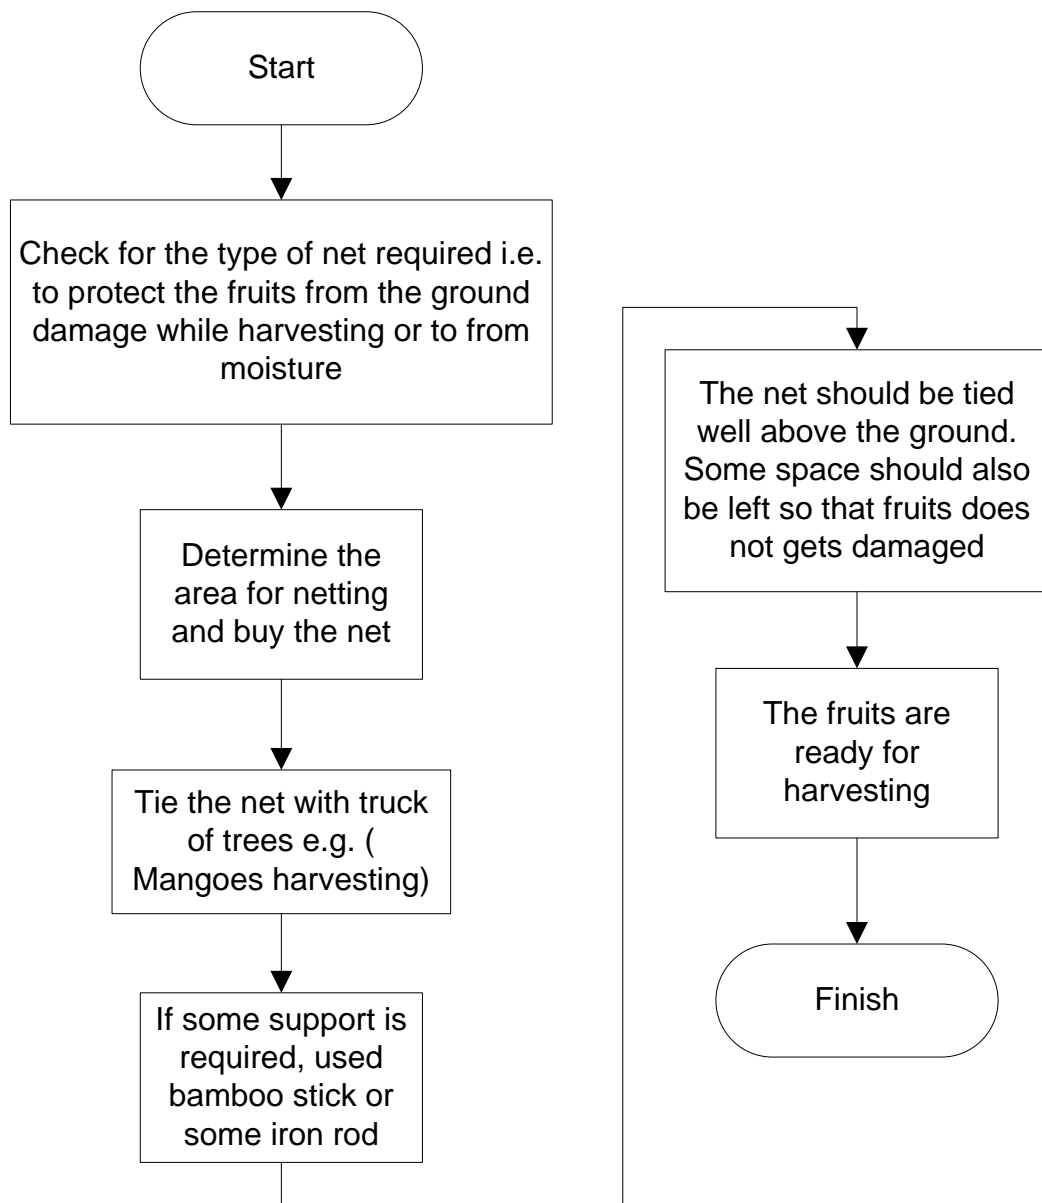 Start
Check for the type of net required i.e.
to protect the fruits from the ground
damage while harvesting or to from
moisture
Determine the
area for netting
and buy the net
Tie the net with truck
of trees e.g. (
Mangoes harvesting)
If some support is
required, used
bamboo stick or
some iron rod
The net should be tied
well above the ground.
Some space should also
be left so that fruits does
not gets damaged
The fruits are
ready for
harvesting
Finish